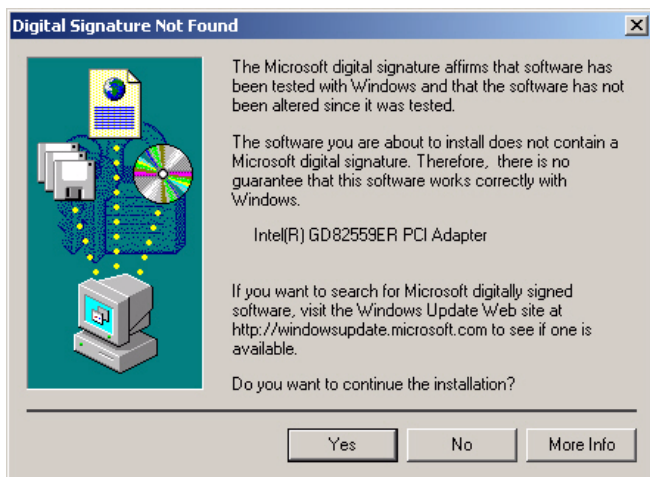 Digital Signature Not Found
The Microsoft digital signature affirms that software has
been tested with Windows and that the software has not
been altered since it was tested.
The software you are about to install does not contain a
Microsoft digital signature. Therefore, there is no
guarantee that this software works correctly with
Windows.
Intel(R) GD82559ER PCI Adapter
If you want to search for Microsoft digitally signed
software, visit the Windows Update Web site at
http://windowsupdate.microsoft.com to see if one is
available.
Do you want to continue the installation?
Yes No More Info